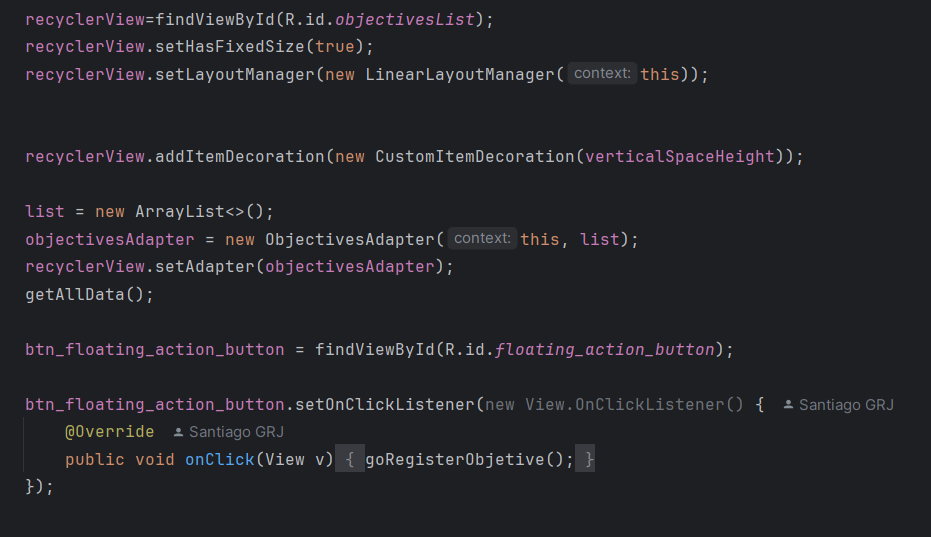 recyclerView=findViewById(R.id.objectivesList);
recyclerView.setHasFixedSize(true);
recyclerView.setLayoutManager(new LinearLayoutManager( context: this));
recyclerView.addItemDecoration(new CustomItemDecoration(verticalSpaceHeight));
list = new ArrayList<>();
objectivesAdapter = new ObjectivesAdapter( context: this, list);
recyclerView.setAdapter(objectivesAdapter);
getAllData();
btn_floating_action_button = findViewById(R.id.floating_action_button);
btn_floating_action_button.setOnClickListener(new View.OnClickListener() { Santiago GRJ
@Override Santiago GRJ
public void onClick(View v) { goRegisterObjetive(); }
});